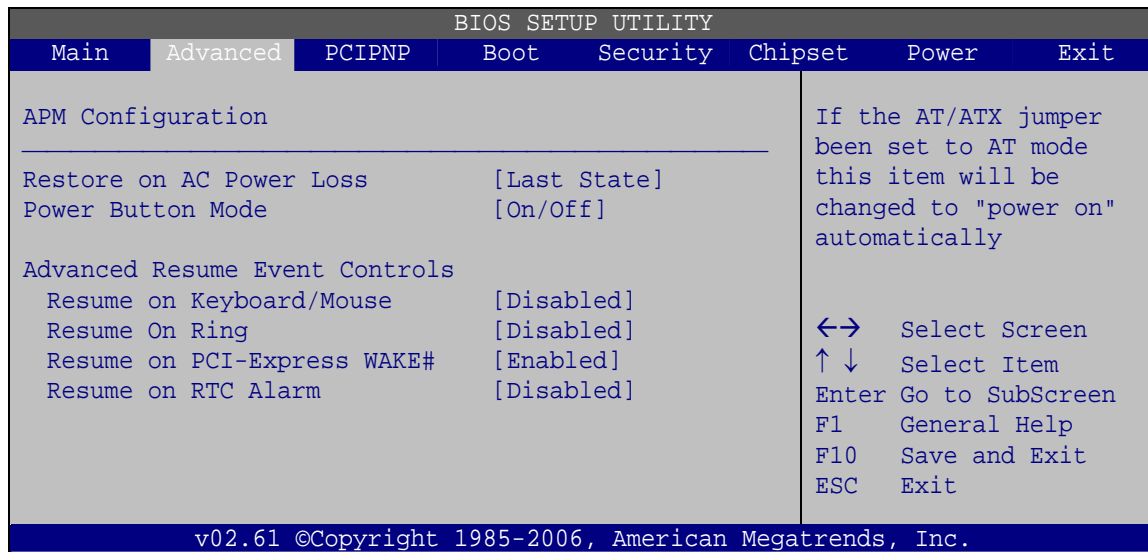 BIOS SETUP UTILITY
Main Advanced PCIPNP Boot Security Chipset Power Exit
APM Configuration
Restore on AC Power Loss [Last State]
Power Button Mode [On/Off]
Advanced Resume Event Controls
Resume on Keyboard/Mouse [Disabled]
Resume On Ring [Disabled]
Resume on PCI-Express WAKE# [Enabled]
Resume on RTC Alarm [Disabled]
If the AT/ATX jumper
been set to AT mode
this item will be
changed to "power on"
automatically
←→ Select Screen
↑ ↓ Select Item
Enter Go to SubScreen
F1 General Help
F10 Save and Exit
ESC Exit
v02.61 ©Copyright 1985-2006, American Megatrends, Inc.